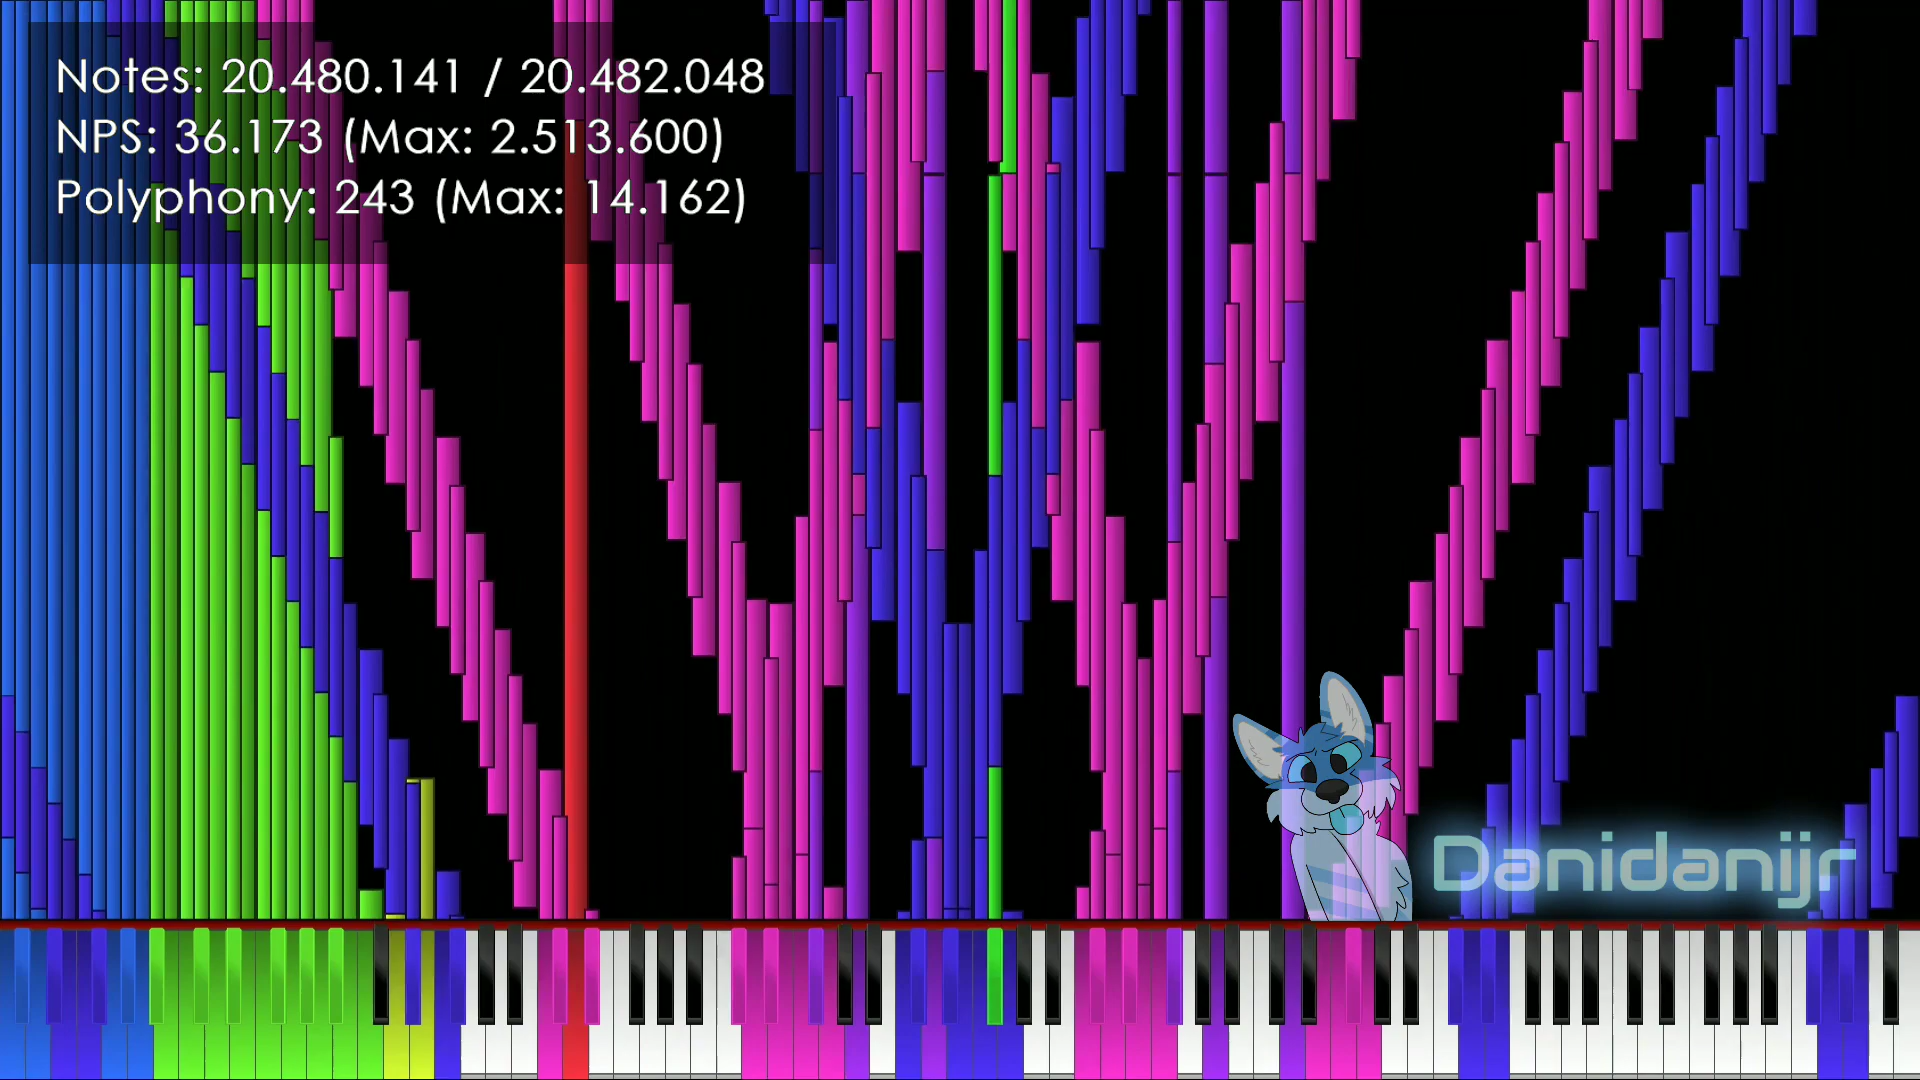 Notes: 20.480.141 / 20.482.048
NPS: 36.173 (Max: 2.513.600)
Polyphony: 243 (Max: 14.162)
Danidanijr